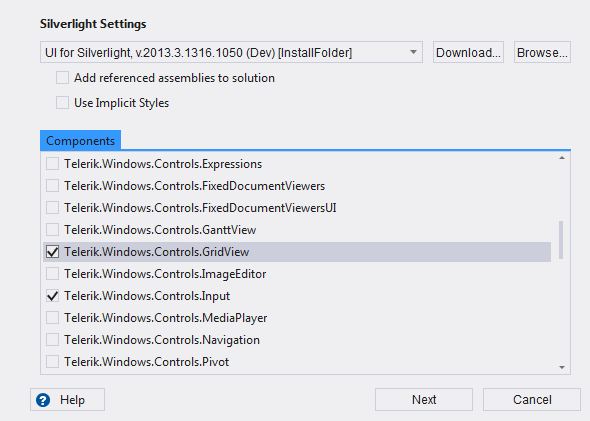 Silverlight Settings
UI for Silverlight, v.2013.3.1316.1050 (Dev) [InstallFolder] Download... Browse...
Add referenced assemblies to solution
Use Implicit Styles
Components
Telerik.Windows.Controls.Expressions
Telerik.Windows.Controls.FixedDocumentViewers
Telerik.Windows.Controls.FixedDocumentViewersUI
Telerik.Windows.Controls.GanttView
Telerik.Windows.Controls.GridView
Telerik.Windows.Controls.ImageEditor
Telerik.Windows.Controls.Input
Telerik.Windows.Controls.MediaPlayer
Telerik.Windows.Controls.Navigation
Telerik.Windows.Controls.Pivot
? Help Next Cancel